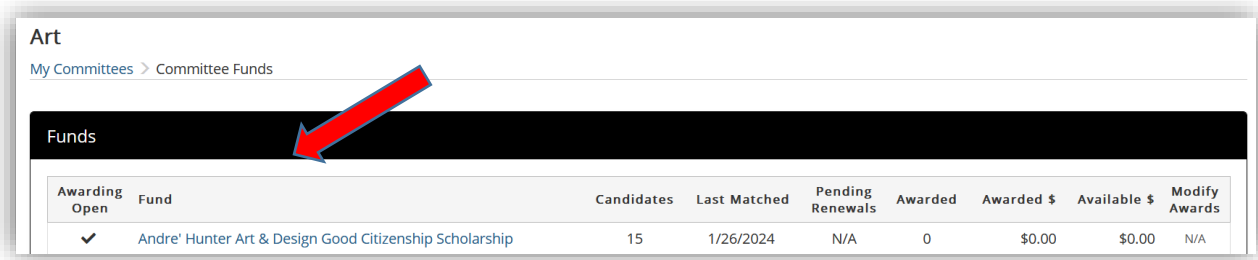 Art
My Committees > Committee Funds
Funds
Awarding Open Fund Candidates Last Matched Pending Renewals Awarded Awarded $ Available $ Modify Awards
✔ Andre' Hunter Art & Design Good Citizenship Scholarship 15 1/26/2024 N/A 0 $0.00 $0.00 N/A